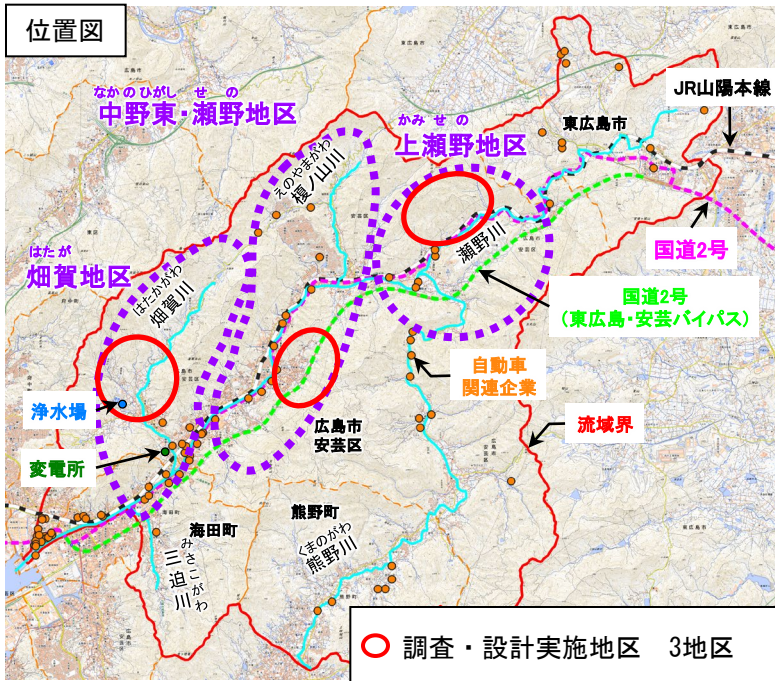 位置図
なかのひがし せの
中野東・瀬野地区
かみせの
上瀬野地区
東広島市
JR山陽本線
えのやまがわ
榎ノ山川
はたが
畑賀地区
はたかがわ
畑賀川
瀬野川
国道2号
国道2号
(東広島・安芸バイパス)
自動車
関連企業
浄水場
変電所
広島市
安芸区
流域界
海田町
熊野町
みさこがわ
三迫川
くまのがわ
熊野川
調査・設計実施地区 3地区